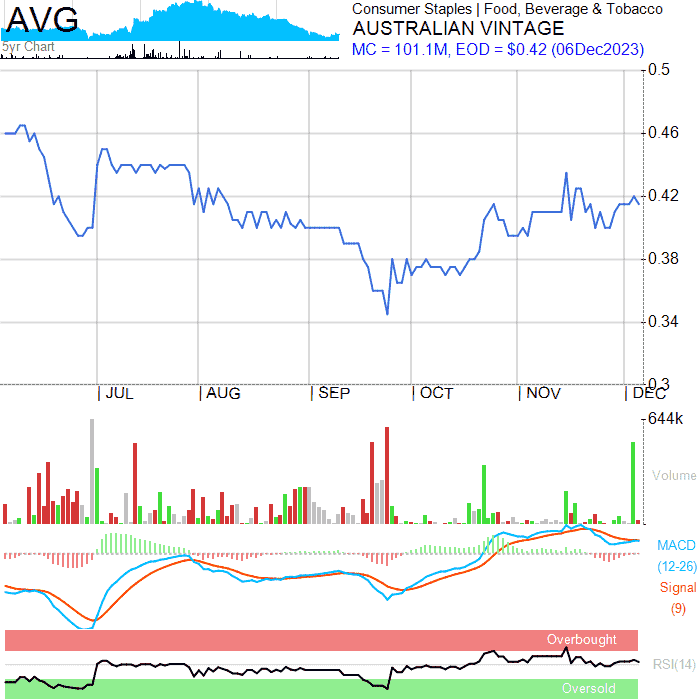 AVG
5yr Chart
Consumer Staples | Food, Beverage & Tobacco
AUSTRALIAN VINTAGE
MC = 101.1M, EOD = $0.42 (06Dec2023)
0.5
0.46
0.42
0.38
0.34
0.3
| JUL | AUG | SEP | OCT | NOV | DEC
644k
Volume
MACD
(12-26)
Signal
(9)
Overbought
RSI(14)
Oversold